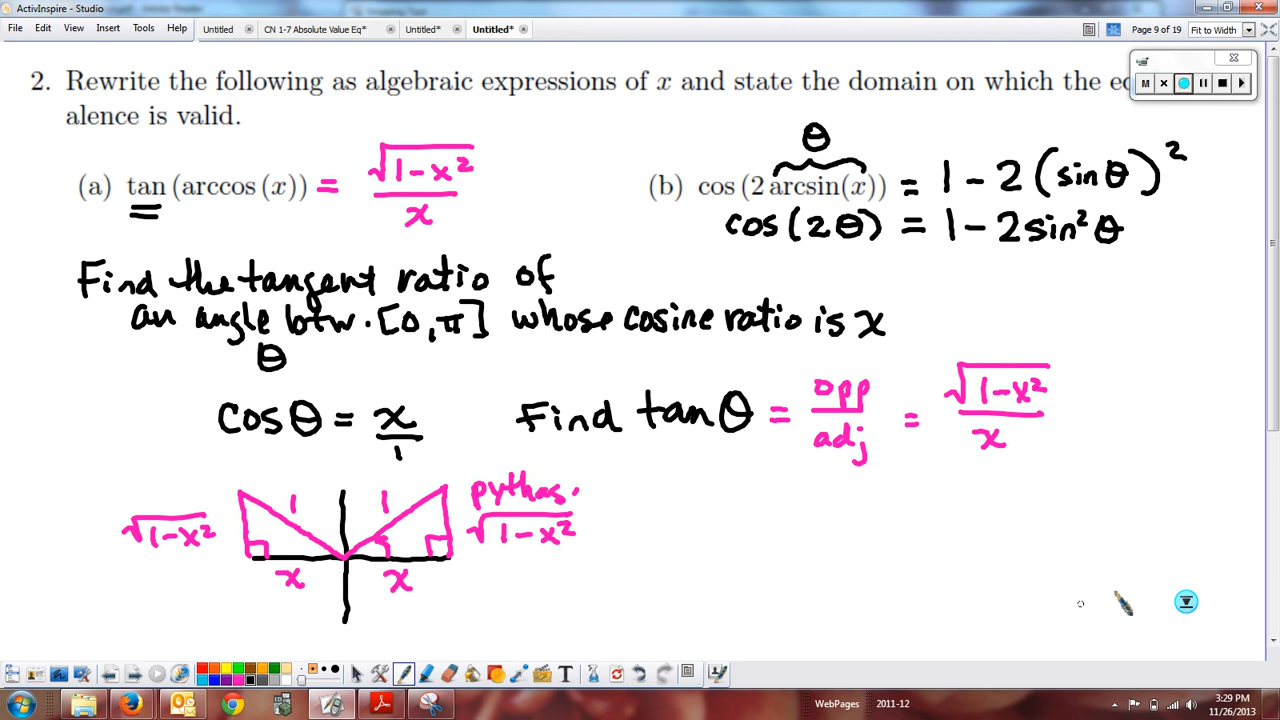 ActivInspire - Studio
File Edit View Insert Tools Help Untitled CN 1-7 Absolute Value Eq* Untitled* Untitled* Page 9 of 19 Fit to Width
2. Rewrite the following as algebraic expressions of x and state the domain on which the eq
alence is valid.
(a) tan (arccos (x)) = √(1-x²)/x
θ
(b) cos (2 arcsin(x)) = 1 - 2 (sin θ)²
cos(2θ) = 1 - 2sin² θ
Find the tangent ratio of
an angle btw. [0, π] whose cosine ratio is x
θ
cos θ = x/1 Find tan θ = opp/adj = √(1-x²)/x
√(1-x²) 1 1 pythag. √(1-x²)
x x
WebPages 2011-12 3:29 PM
11/26/2013